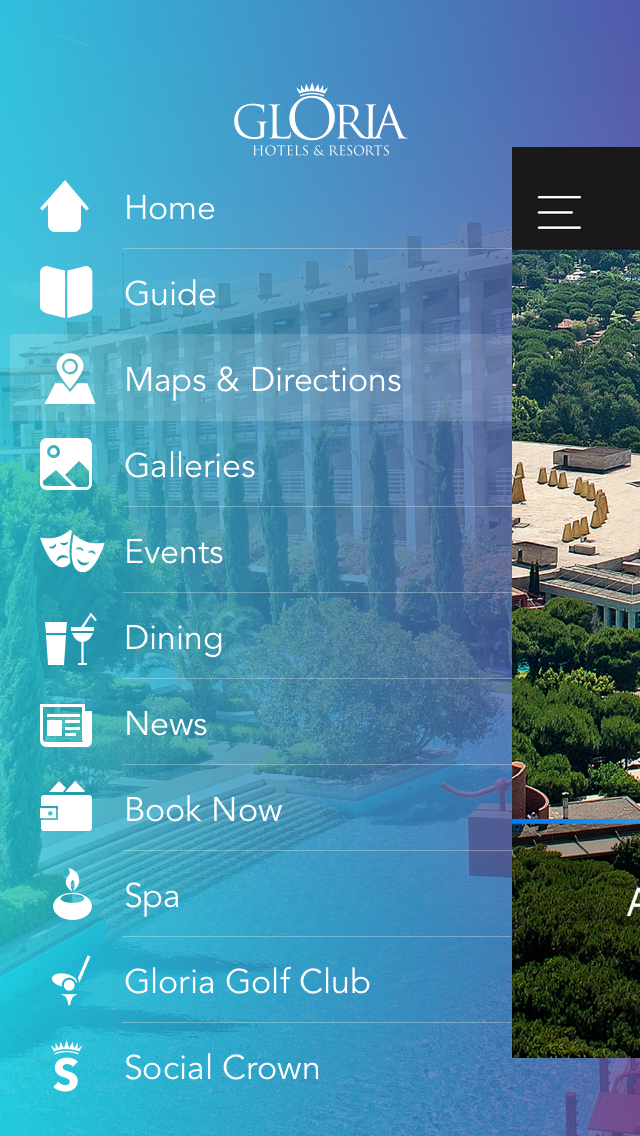 GLORIA
HOTELS & RESORTS
Home
Guide
Maps & Directions
Galleries
Events
Dining
News
Book Now
Spa
Gloria Golf Club
S
Social Crown
A